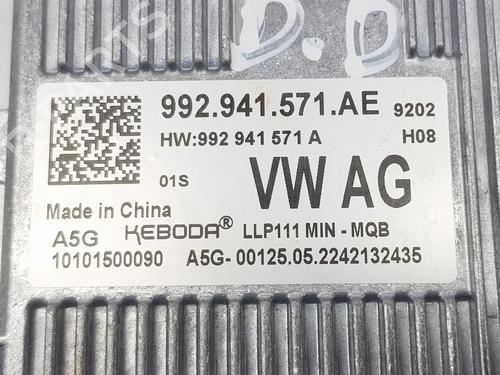 D.D
992.941.571.AE 9202
HW:992 941 571 A H08
01S VW AG
Made in China
A5G KEBODA® LLP111 MIN - MQB
10101500090 A5G- 00125.05.2242132435